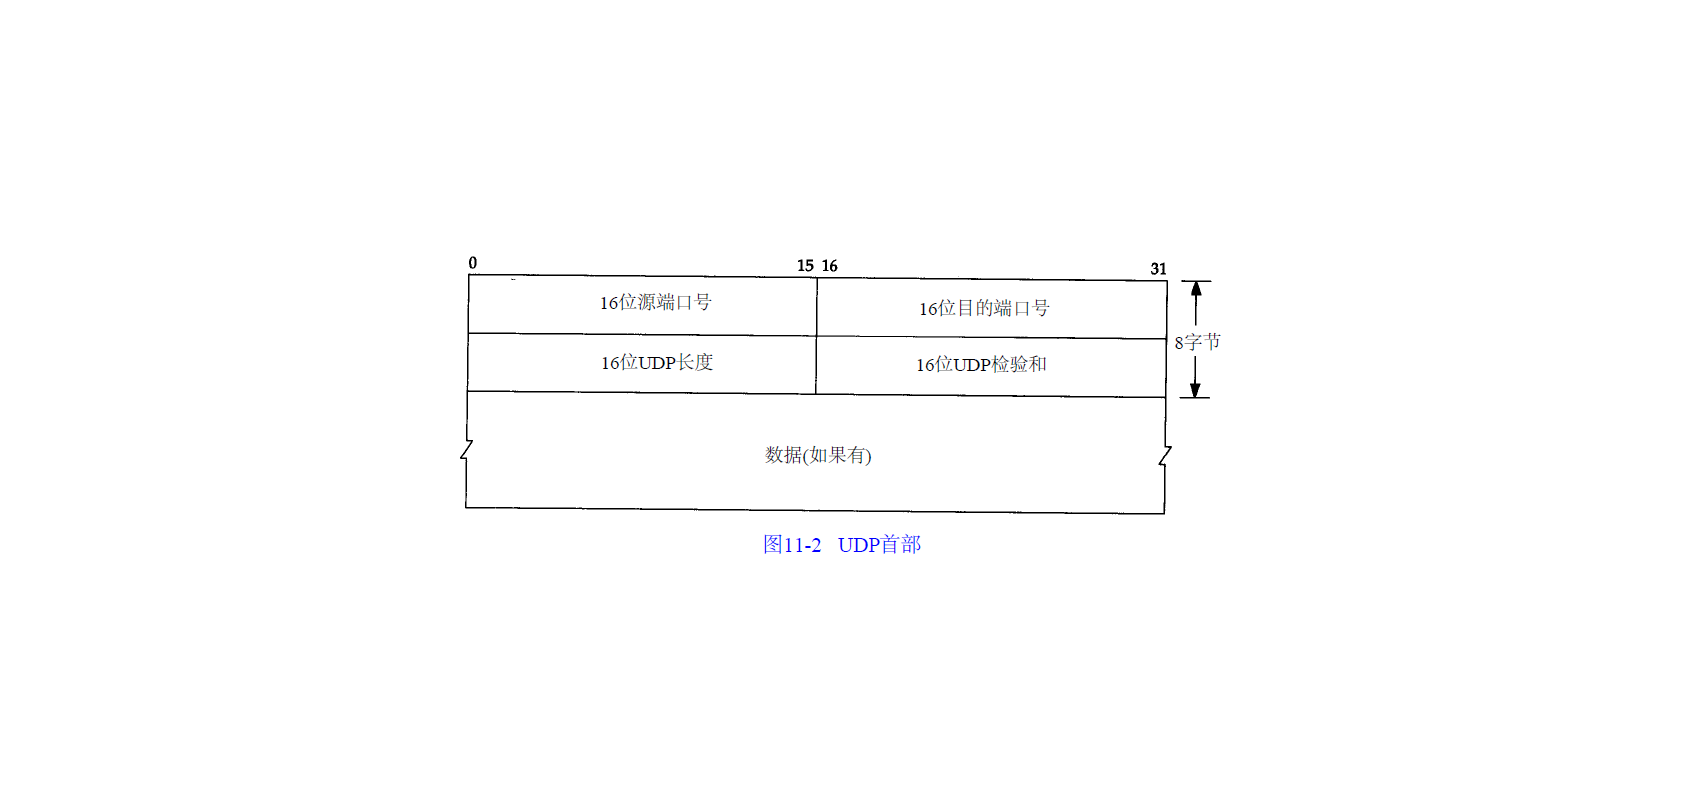 0 15 16 31
16位源端口号 16位目的端口号
8字节
16位UDP长度 16位UDP检验和
数据(如果有)
图11-2 UDP首部